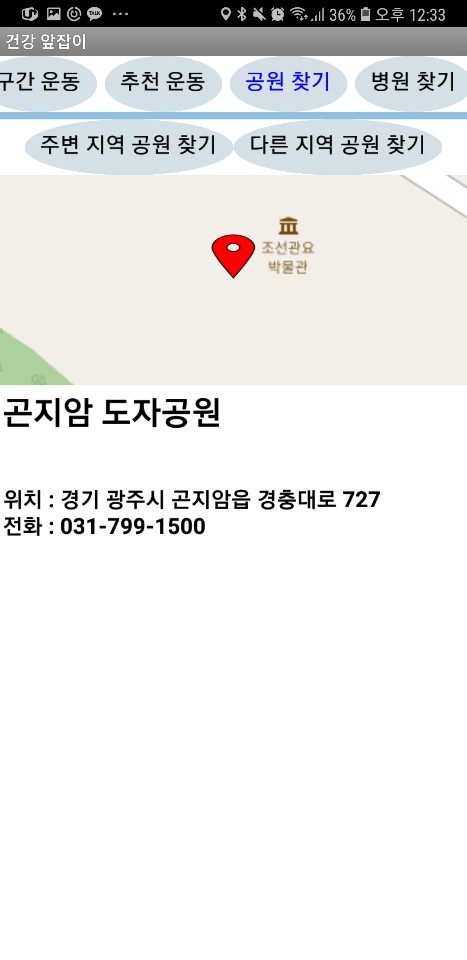 36% 오후 12:33
건강 앞잡이
구간 운동 추천 운동 공원 찾기 병원 찾기
주변 지역 공원 찾기 다른 지역 공원 찾기
조선관요
박물관
곤지암 도자공원
위치 : 경기 광주시 곤지암읍 경충대로 727
전화 : 031-799-1500